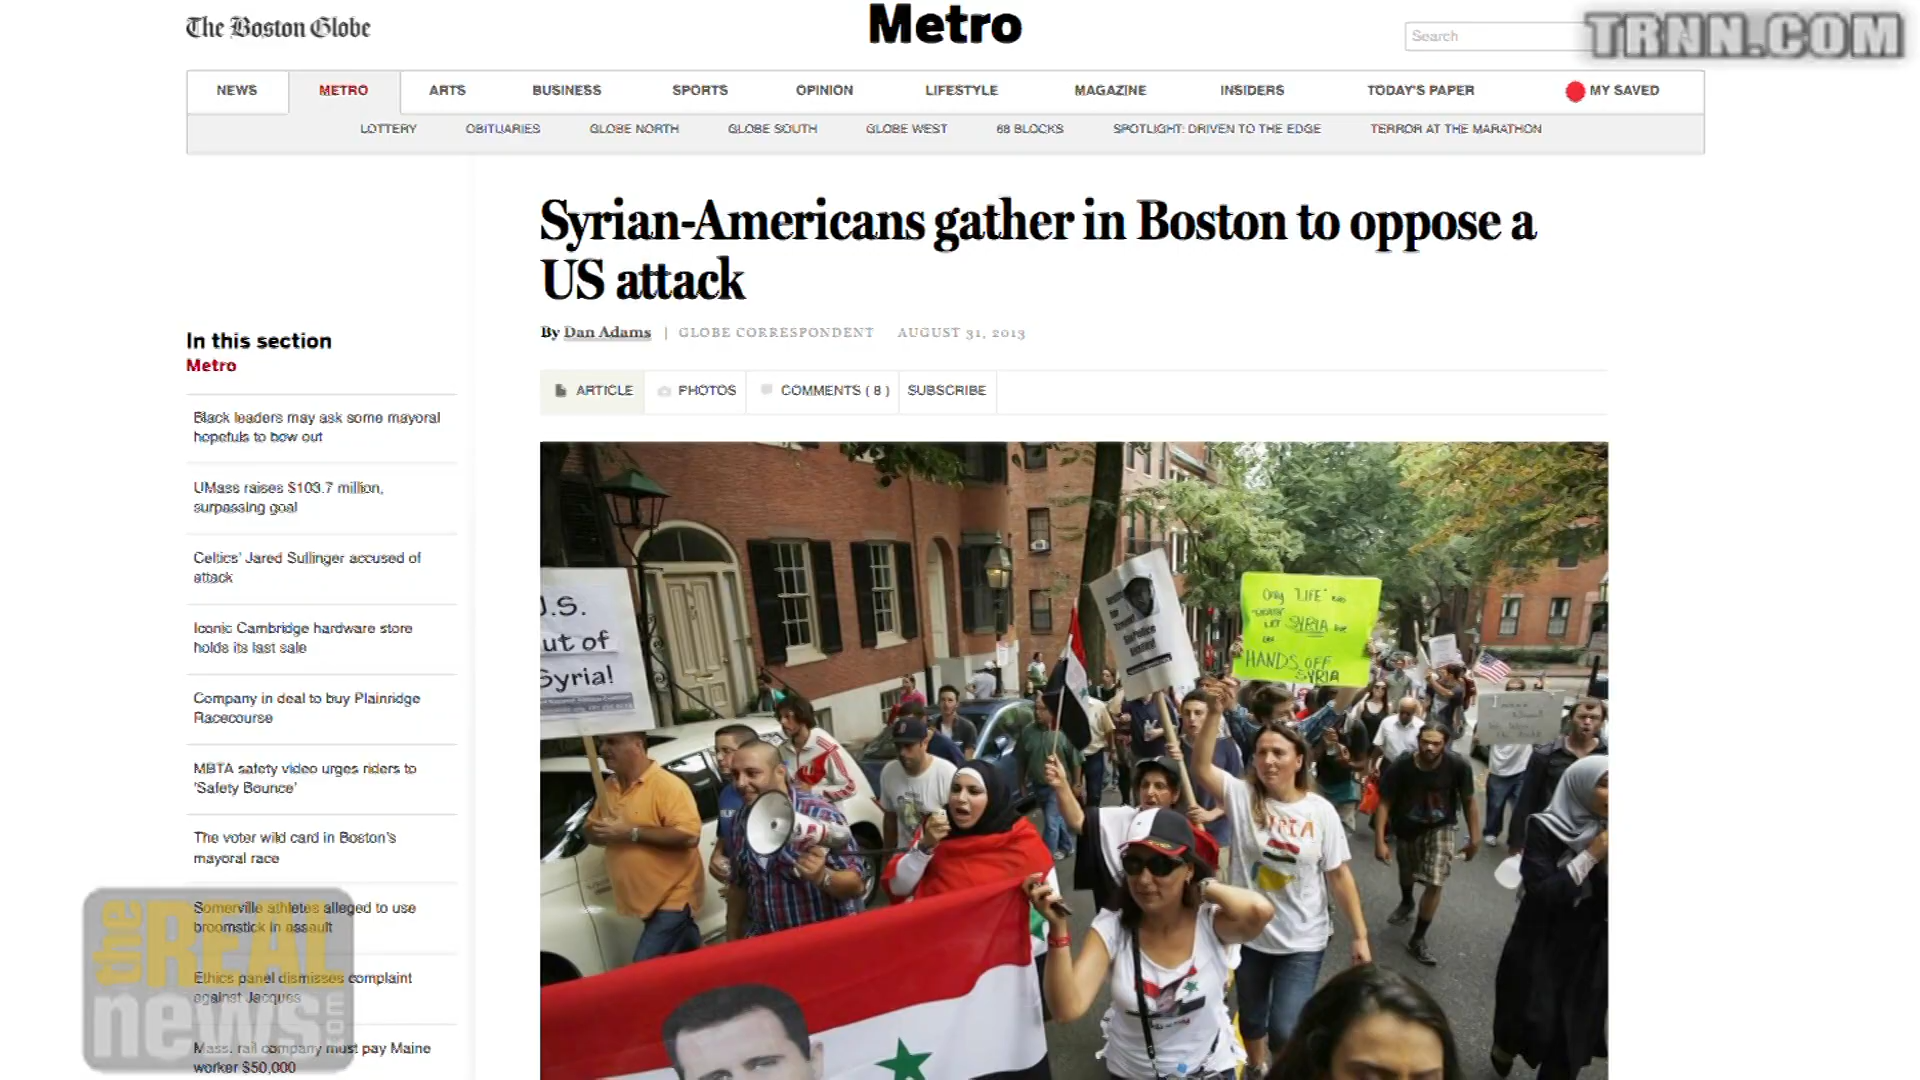 The Boston Globe
Metro
Search
TRNN.COM
NEWS
METRO
ARTS
BUSINESS
SPORTS
OPINION
LIFESTYLE
MAGAZINE
INSIDERS
TODAY'S PAPER
MY SAVED
LOTTERY
OBITUARIES
GLOBE NORTH
GLOBE SOUTH
GLOBE WEST
68 BLOCKS
SPOTLIGHT: DRIVEN TO THE EDGE
TERROR AT THE MARATHON
Syrian-Americans gather in Boston to oppose a
US attack
By Dan Adams | GLOBE CORRESPONDENT AUGUST 31, 2013
ARTICLE
PHOTOS
COMMENTS ( 8 )
SUBSCRIBE
In this section
Metro
Black leaders may ask some mayoral
hopefuls to bow out
UMass raises $103.7 million,
surpassing goal
Celtics' Jared Sullinger accused of
attack
Iconic Cambridge hardware store
holds its last sale
Company in deal to buy Plainridge
Racecourse
MBTA safety video urges riders to
'Safety Bounce'
The voter wild card in Boston's
mayoral race
Somerville athletes alleged to use
broomstick in assault
Ethics panel dismisses complaint
against Jacques
Mass. rail company must pay Maine
worker $50,000
the REAL
news.com
U.S.
ut of
Syria!
Only "LIFE"
LET SYRIA BE
HANDS OFF
SYRIA
SYRIA